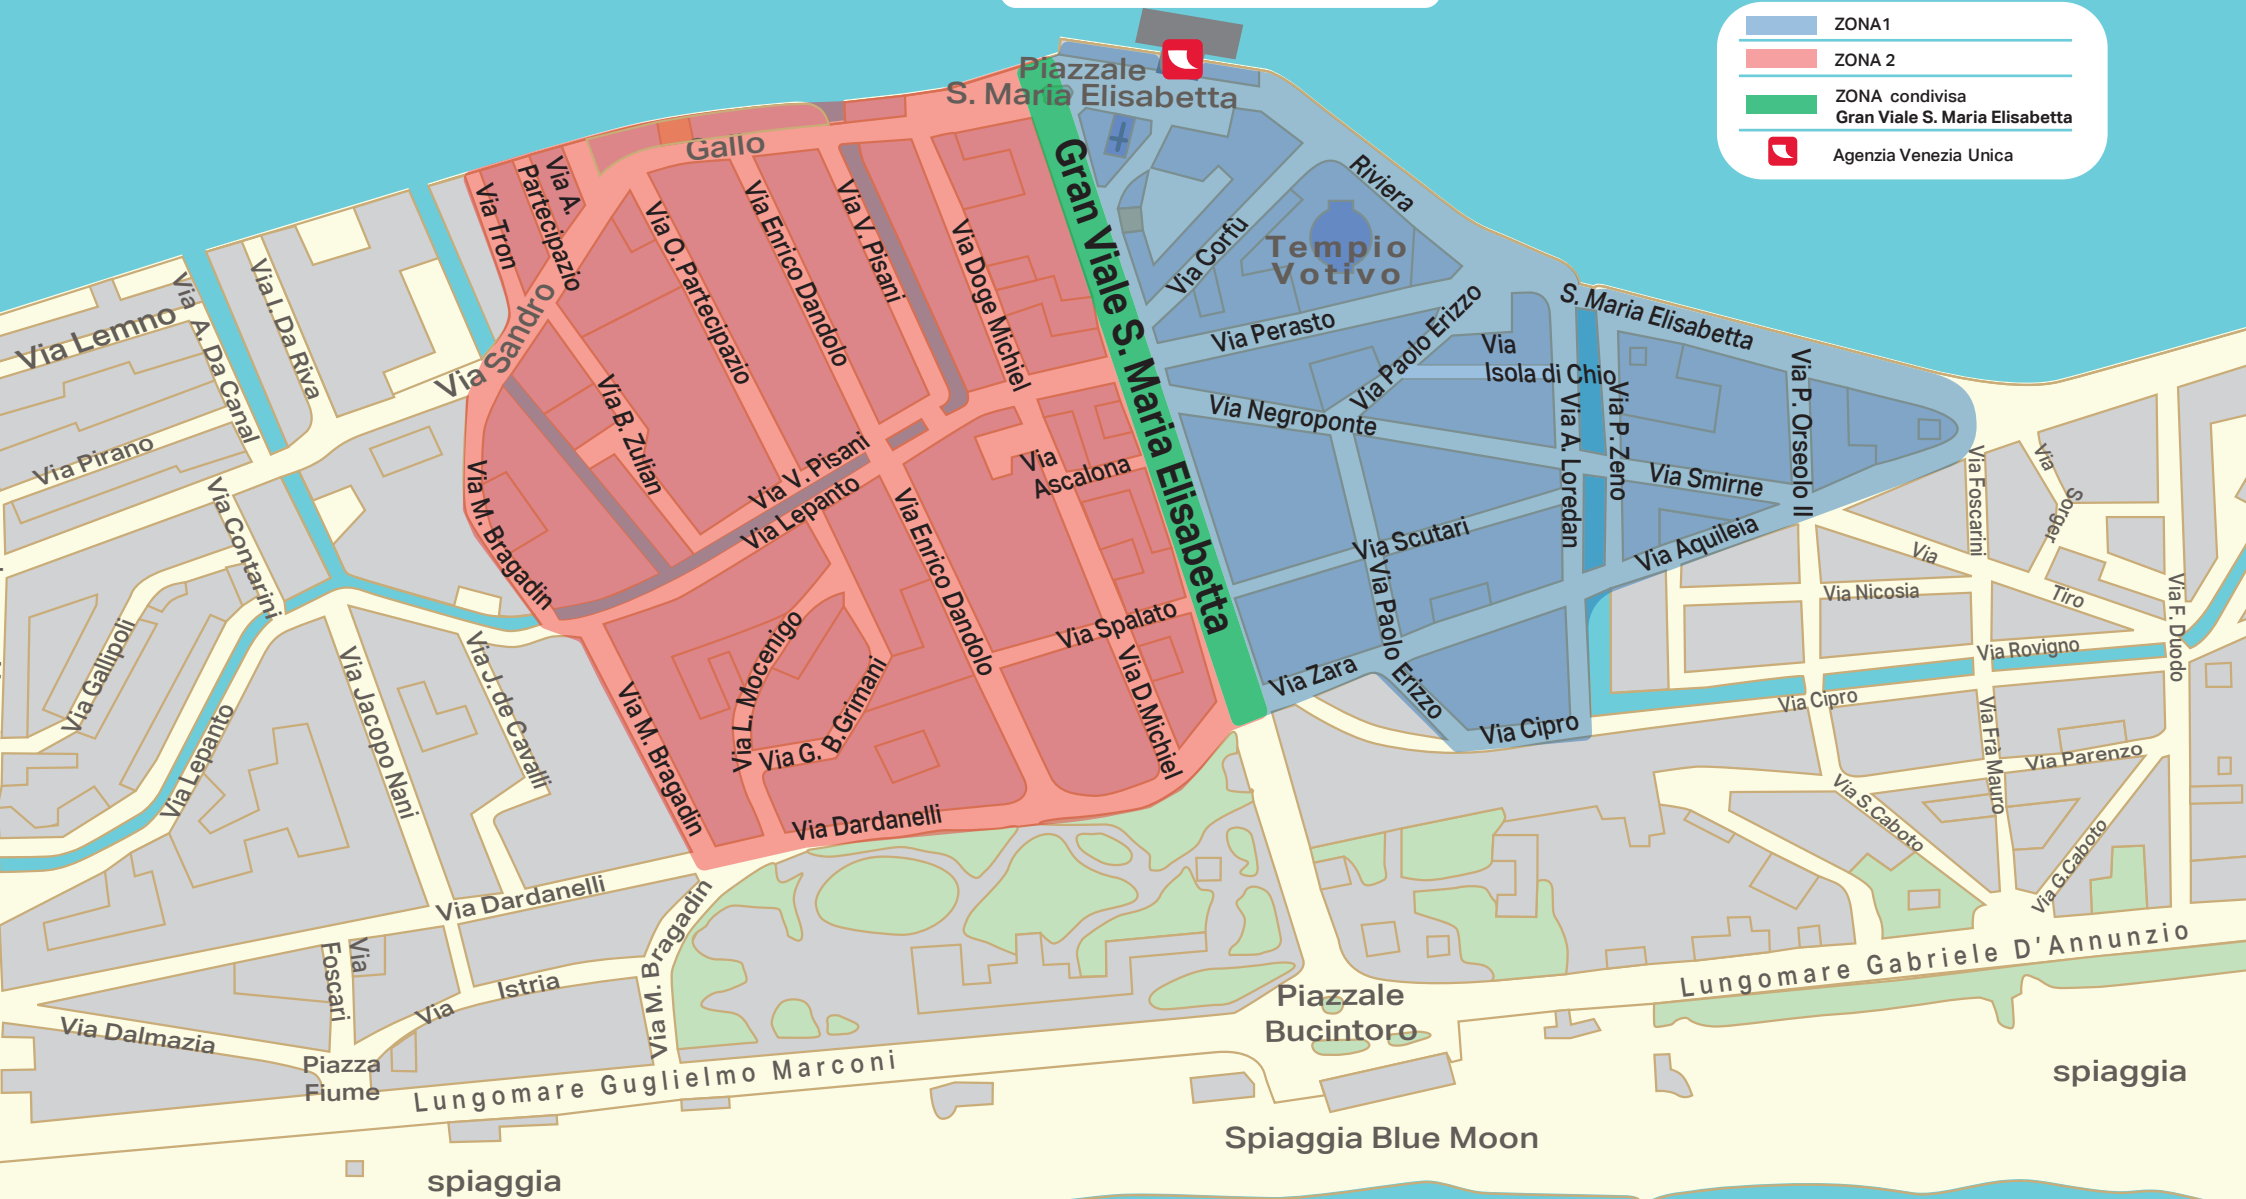 ZONA1
ZONA 2
ZONA condivisa
Gran Viale S. Maria Elisabetta
Agenzia Venezia Unica
Piazzale
S. Maria Elisabetta
Gallo
Via Sandro
Via Tron
Via A.
Partecipazio
Via O. Partecipazio
Via Enrico Dandolo
Via V. Pisani
Via Doge Michiel
Gran Viale S. Maria Elisabetta
Via Corfù
Tempio
Votivo
Riviera
S. Maria Elisabetta
Via Perasto
Via Paolo Erizzo
Via
Isola di Chio
Via Negroponte
Via A. Loredan
Via P. Zeno
Via P. Orseolo II
Via Smirne
Via Aquileia
Via Scutari
Via Paolo Erizzo
Via Zara
Via Cipro
Via Lemno
Via A. Da Canal
Via I. Da Riva
Via Pirano
Via Contarini
Via Gallipoli
Via Lepanto
Via Jacopo Nani
Via J. de Cavalli
Via M. Bragadin
Via B. Zulian
Via V. Pisani
Via Lepanto
Via
Ascalona
Via Enrico Dandolo
Via Spalato
Via D.Michiel
Via L. Mocenigo
Via G.
B.Grimani
Via M. Bragadin
Via Dardanelli
Via Dardanelli
Via M. Bragadin
Via
Foscari
Via
Istria
Via Dalmazia
Piazza
Fiume
Lungomare Guglielmo Marconi
Piazzale
Bucintoro
Lungomare Gabriele D'Annunzio
Via Foscarini
Via
Sorger
Via
Tiro
Via Nicosia
Via F. Duodo
Via Rovigno
Via Cipro
Via Frà Mauro
Via Parenzo
Via S.Caboto
Via G.Caboto
spiaggia
Spiaggia Blue Moon
spiaggia